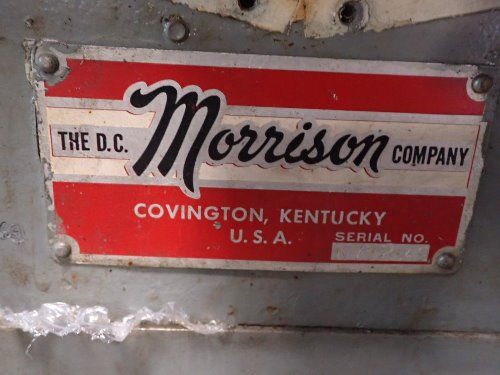 THE D.C. Morrison COMPANY
COVINGTON, KENTUCKY
U.S.A. SERIAL NO.